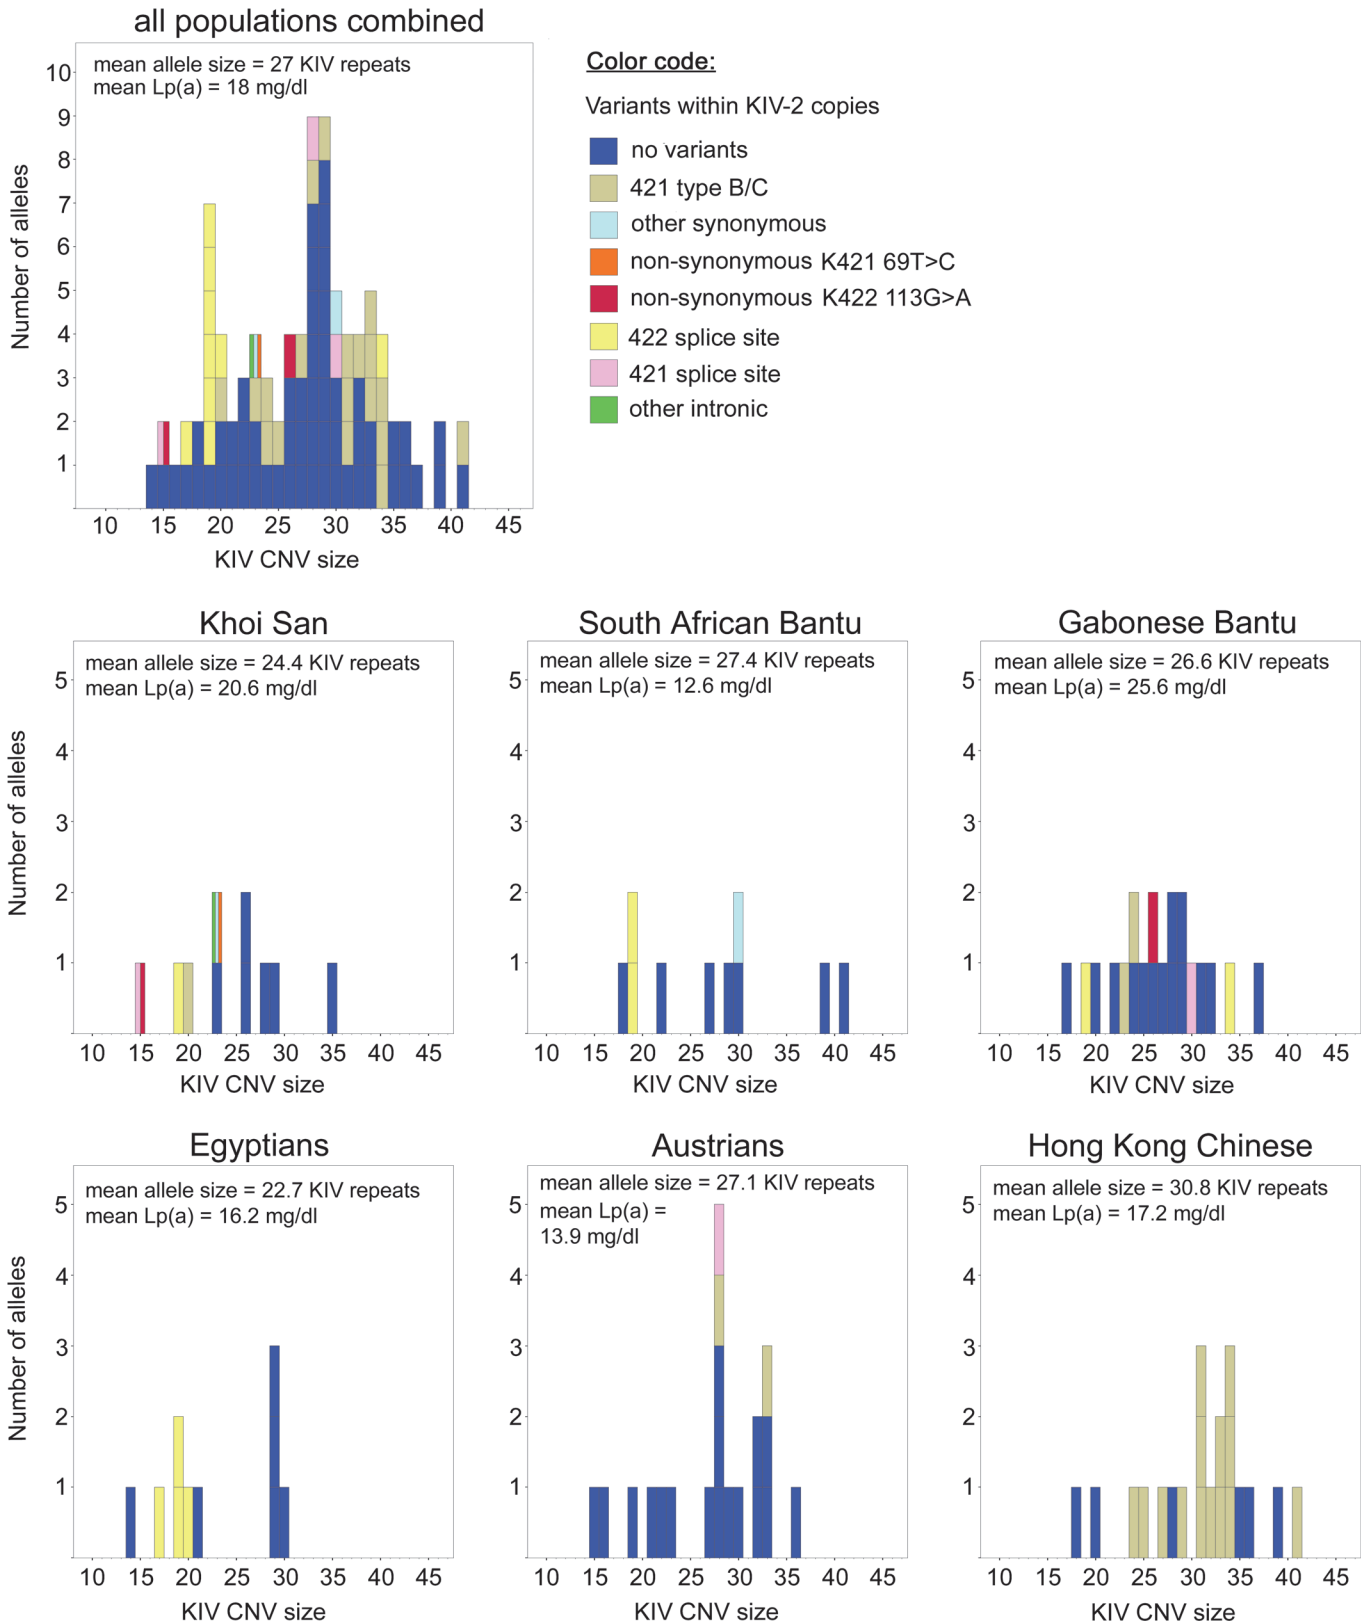 all populations combined
mean allele size = 27 KIV repeats
mean Lp(a) = 18 mg/dl
Number of alleles
10
9
8
7
6
5
4
3
2
1
10 15 20 25 30 35 40 45
KIV CNV size
Color code:
Variants within KIV-2 copies
no variants
421 type B/C
other synonymous
non-synonymous K421 69T>C
non-synonymous K422 113G>A
422 splice site
421 splice site
other intronic
Khoi San
mean allele size = 24.4 KIV repeats
mean Lp(a) = 20.6 mg/dl
Number of alleles
5
4
3
2
1
10 15 20 25 30 35 40 45
KIV CNV size
South African Bantu
mean allele size = 27.4 KIV repeats
mean Lp(a) = 12.6 mg/dl
5
4
3
2
1
10 15 20 25 30 35 40 45
KIV CNV size
Gabonese Bantu
mean allele size = 26.6 KIV repeats
mean Lp(a) = 25.6 mg/dl
5
4
3
2
1
10 15 20 25 30 35 40 45
KIV CNV size
Egyptians
mean allele size = 22.7 KIV repeats
mean Lp(a) = 16.2 mg/dl
Number of alleles
5
4
3
2
1
10 15 20 25 30 35 40 45
KIV CNV size
Austrians
mean allele size = 27.1 KIV repeats
mean Lp(a) =
13.9 mg/dl
5
4
3
2
1
10 15 20 25 30 35 40 45
KIV CNV size
Hong Kong Chinese
mean allele size = 30.8 KIV repeats
mean Lp(a) = 17.2 mg/dl
5
4
3
2
1
10 15 20 25 30 35 40 45
KIV CNV size